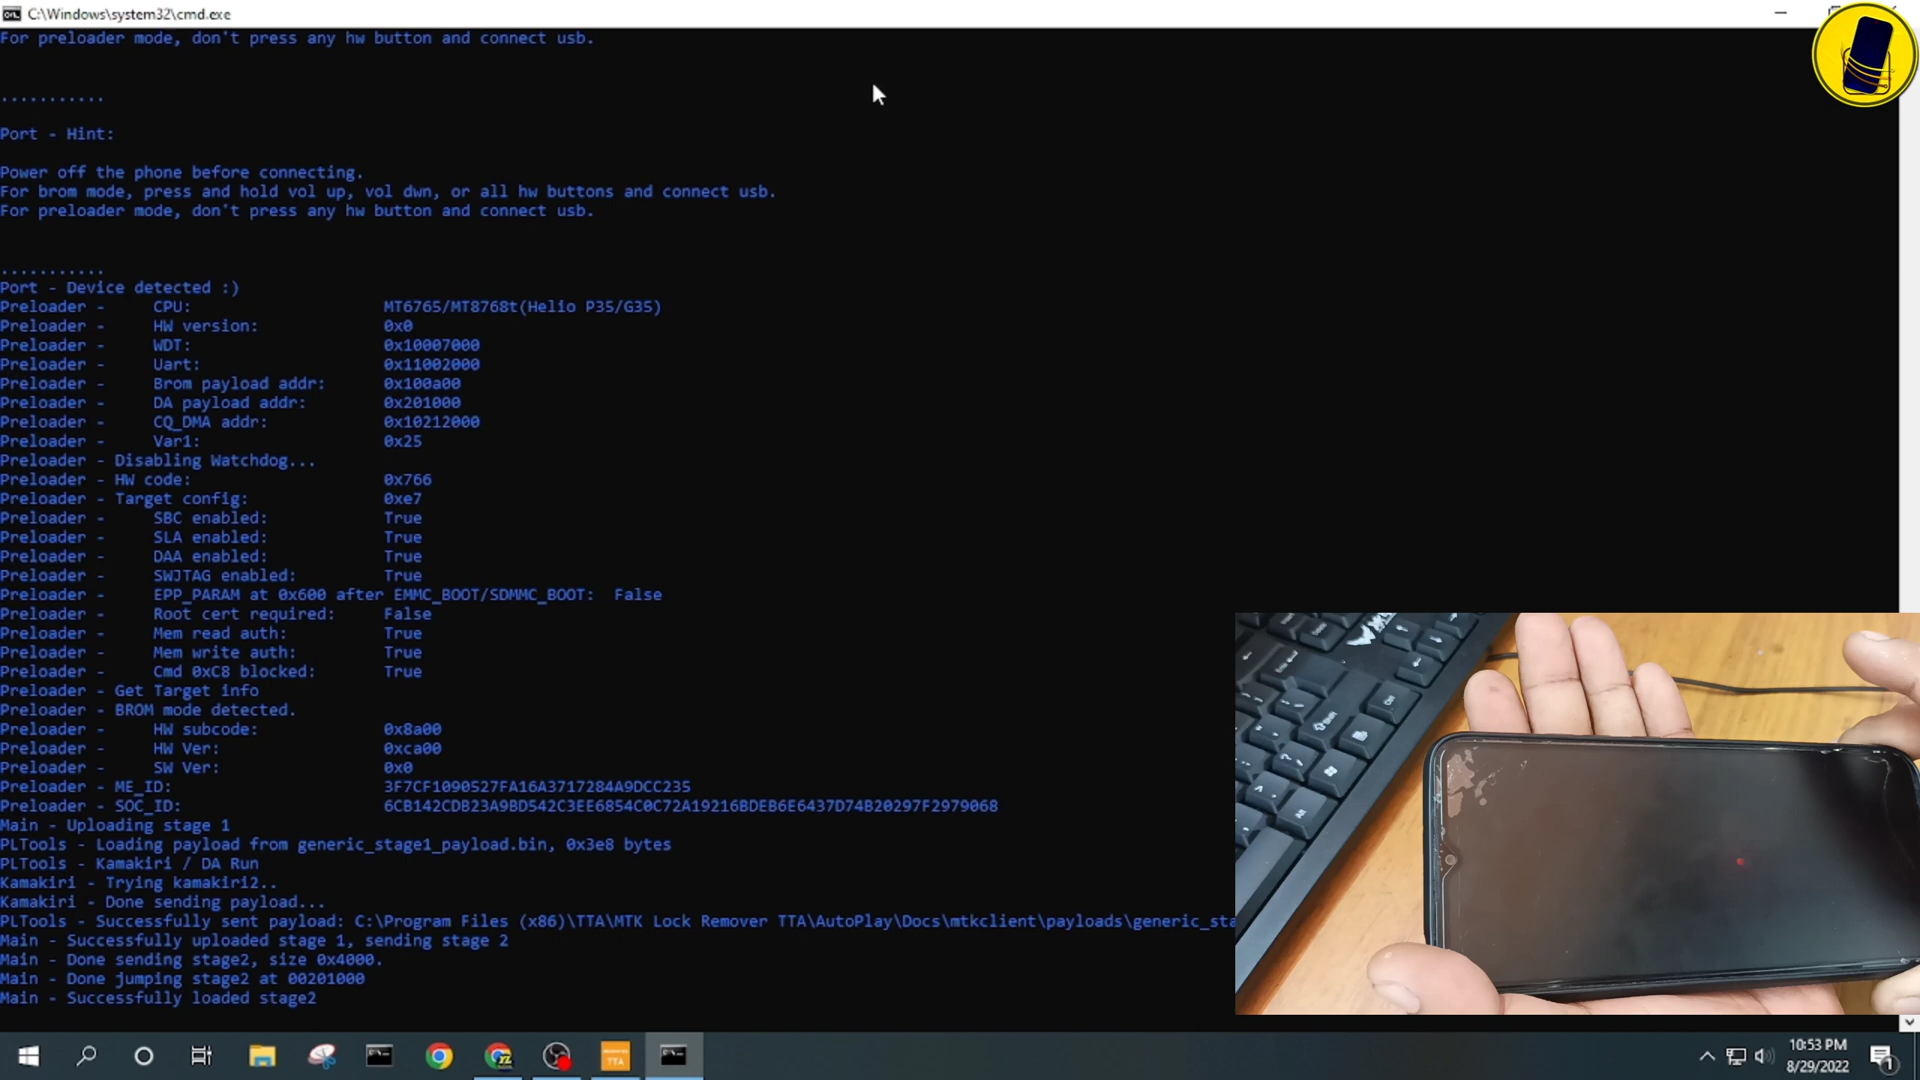 C:\Windows\system32\cmd.exe
For preloader mode, don't press any hw button and connect usb.
...........
Port - Hint:
Power off the phone before connecting.
For brom mode, press and hold vol up, vol dwn, or all hw buttons and connect usb.
For preloader mode, don't press any hw button and connect usb.
...........
Port - Device detected :)
Preloader - CPU: MT6765/MT8768t(Helio P35/G35)
Preloader - HW version: 0x0
Preloader - WDT: 0x10007000
Preloader - Uart: 0x11002000
Preloader - Brom payload addr: 0x100a00
Preloader - DA payload addr: 0x201000
Preloader - CQ_DMA addr: 0x10212000
Preloader - Var1: 0x25
Preloader - Disabling Watchdog...
Preloader - HW code: 0x766
Preloader - Target config: 0xe7
Preloader - SBC enabled: True
Preloader - SLA enabled: True
Preloader - DAA enabled: True
Preloader - SWJTAG enabled: True
Preloader - EPP_PARAM at 0x600 after EMMC_BOOT/SDMMC_BOOT: False
Preloader - Root cert required: False
Preloader - Mem read auth: True
Preloader - Mem write auth: True
Preloader - Cmd 0xC8 blocked: True
Preloader - Get Target info
Preloader - BROM mode detected.
Preloader - HW subcode: 0x8a00
Preloader - HW Ver: 0xca00
Preloader - SW Ver: 0x0
Preloader - ME_ID: 3F7CF1090527FA16A3717284A9DCC235
Preloader - SOC_ID: 6CB142CDB23A9BD542C3EE6854C0C72A19216BDEB6E6437D74B20297F2979068
Main - Uploading stage 1
PLTools - Loading payload from generic_stage1_payload.bin, 0x3e8 bytes
PLTools - Kamakiri / DA Run
Kamakiri - Trying kamakiri2..
Kamakiri - Done sending payload...
PLTools - Successfully sent payload: C:\Program Files (x86)\TTA\MTK Lock Remover TTA\AutoPlay\Docs\mtkclient\payloads\generic_sta
Main - Successfully uploaded stage 1, sending stage 2
Main - Done sending stage2, size 0x4000.
Main - Done jumping stage2 at 00201000
Main - Successfully loaded stage2
TTA
10:53 PM
8/29/2022
1